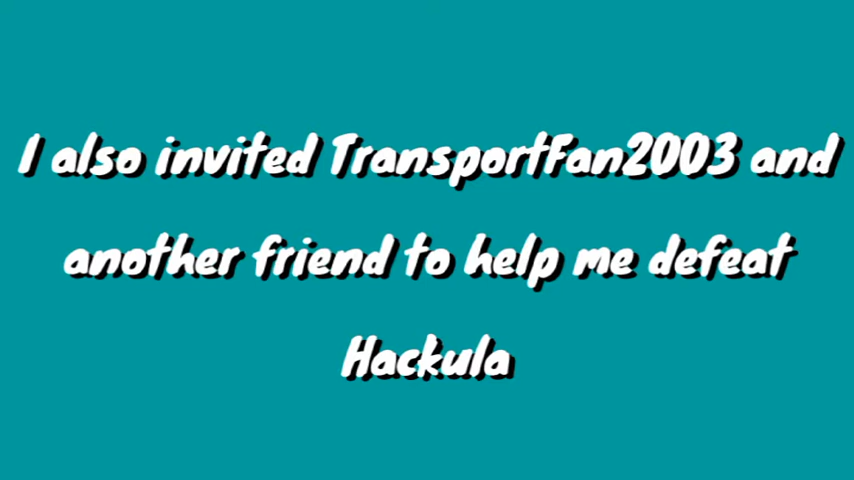 I also invited TransportFan2003 and
another friend to help me defeat
Hackula